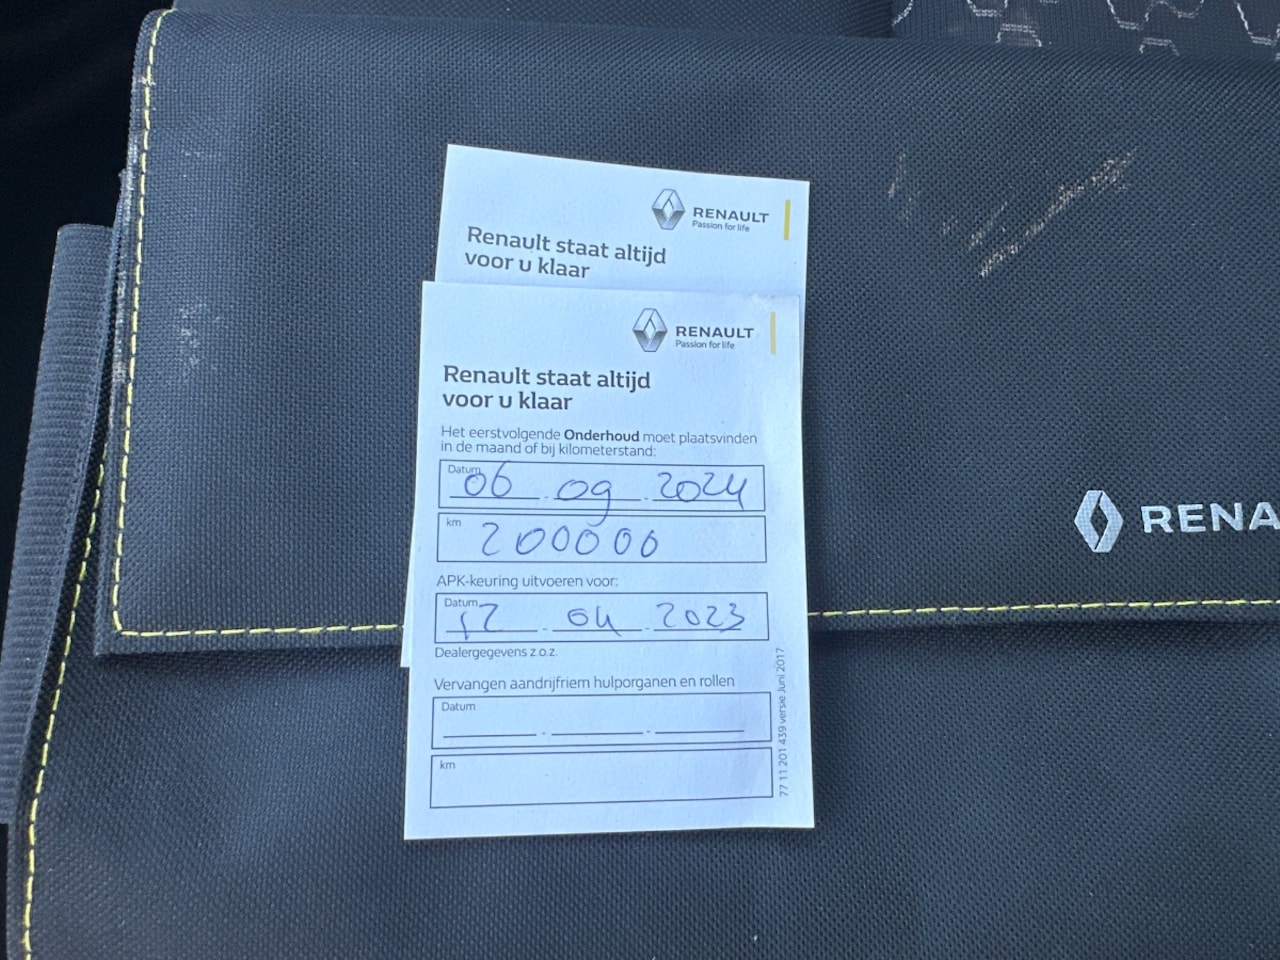 RENAULT
Passion for life
Renault staat altijd
voor u klaar
RENAULT
Passion for life
Renault staat altijd
voor u klaar
Het eerstvolgende Onderhoud moet plaatsvinden
in de maand of bij kilometerstand:
Datum 06 - 09 - 2024
km 200000
APK-keuring uitvoeren voor:
Datum 12 - 04 - 2023
Dealergegevens z.o.z.
Vervangen aandrijfriem hulporganen en rollen
Datum
km
77 11 201 439 versie Juni 2017
RENA